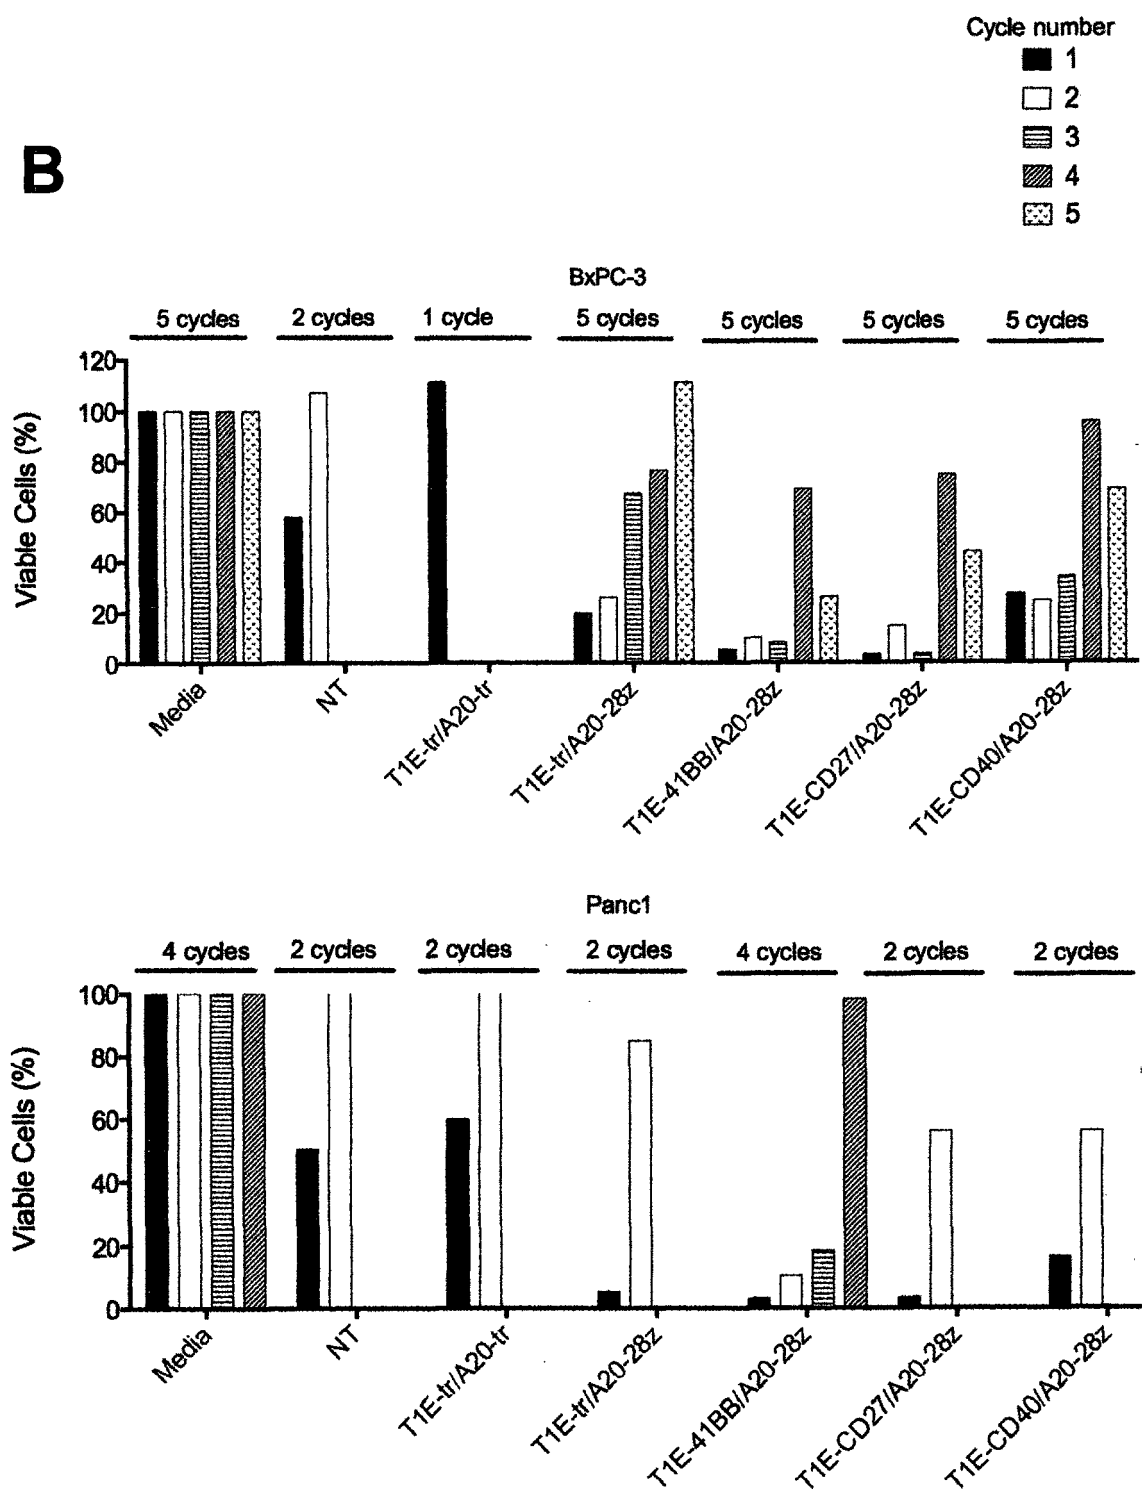 Cycle number
1
2
3
4
5
B
BxPC-3
5 cycles 2 cycles 1 cycle 5 cycles 5 cycles 5 cycles 5 cycles
120
100
80
60
40
20
0
Viable Cells (%)
Media NT T1E-tr/A20-tr T1E-tr/A20-28z T1E-41BB/A20-28z T1E-CD27/A20-28z T1E-CD40/A20-28z
Panc1
4 cycles 2 cycles 2 cycles 2 cycles 4 cycles 2 cycles 2 cycles
100
80
60
40
20
0
Viable Cells (%)
Media NT T1E-tr/A20-tr T1E-tr/A20-28z T1E-41BB/A20-28z T1E-CD27/A20-28z T1E-CD40/A20-28z